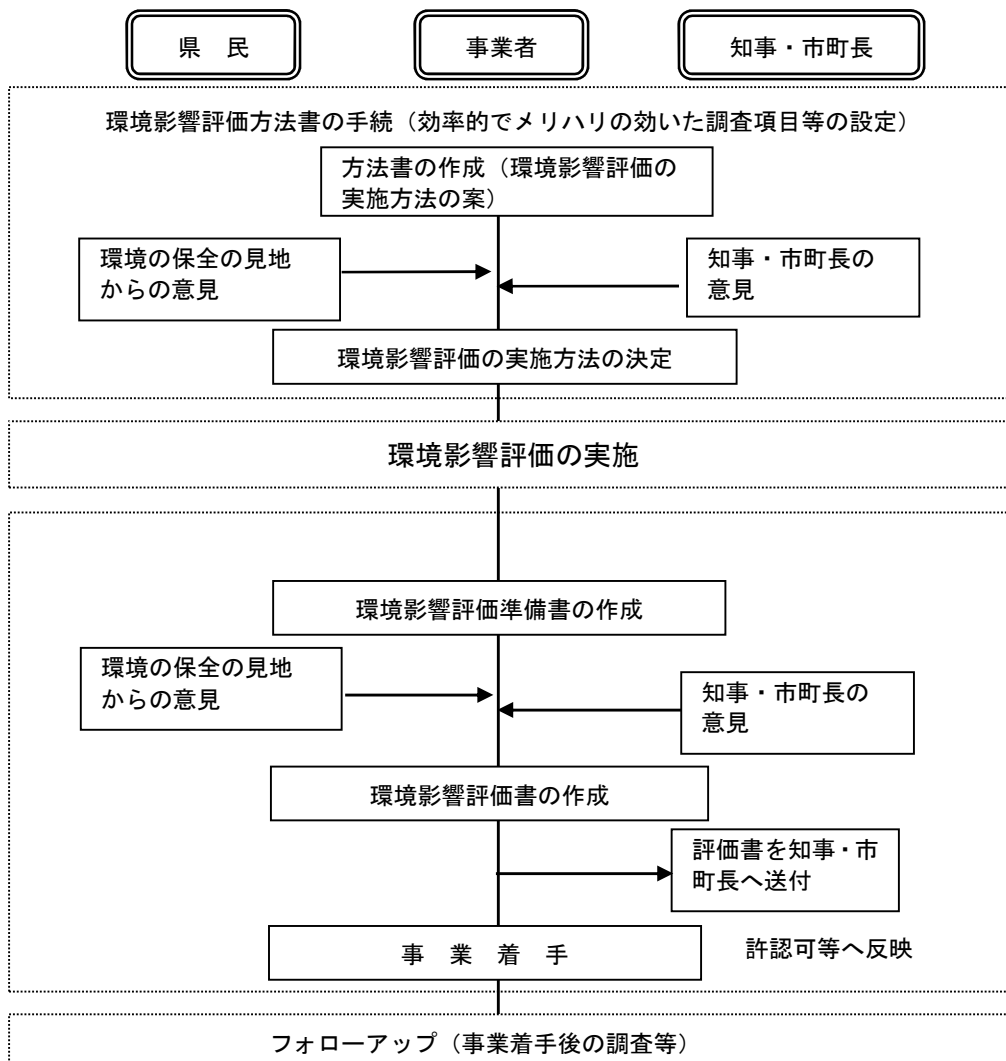 県 民
事業者
知事・市町長
環境影響評価方法書の手続（効率的でメリハリの効いた調査項目等の設定）
方法書の作成（環境影響評価の
実施方法の案）
環境の保全の見地
からの意見
知事・市町長の
意見
環境影響評価の実施方法の決定
環境影響評価の実施
環境影響評価準備書の作成
環境の保全の見地
からの意見
知事・市町長の
意見
環境影響評価書の作成
評価書を知事・市
町長へ送付
事 業 着 手
許認可等へ反映
フォローアップ（事業着手後の調査等）